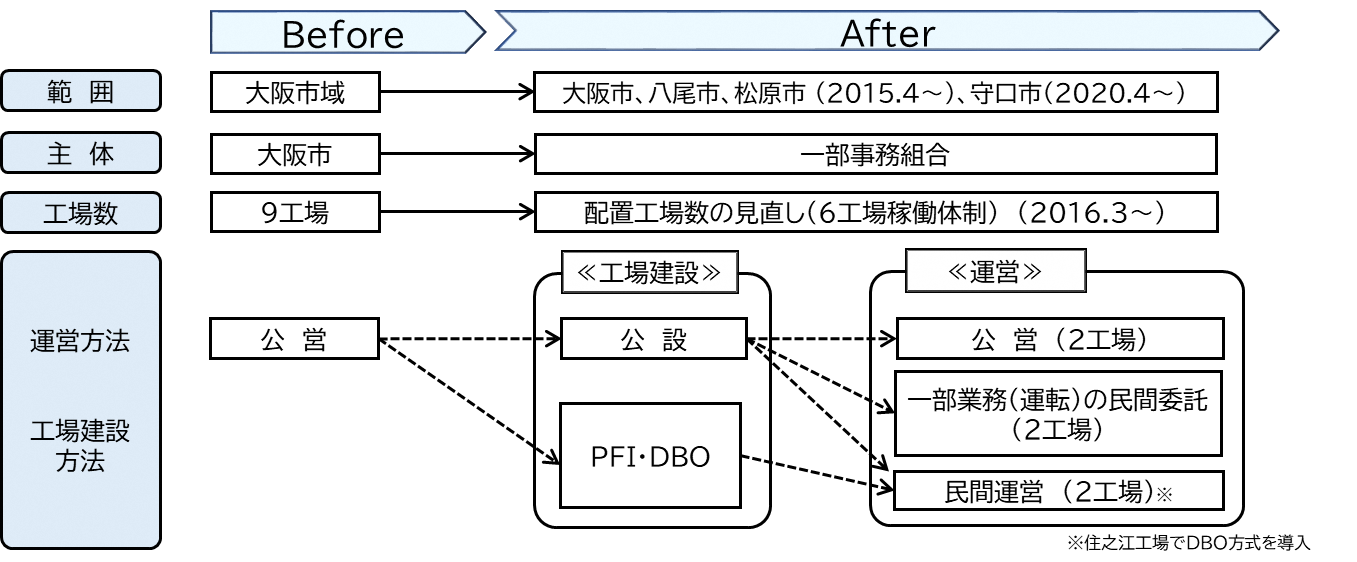 Before
After
範 囲
大阪市域
大阪市、八尾市、松原市（2015.4～）、守口市（2020.4～）
主 体
大阪市
一部事務組合
工場数
9工場
配置工場数の見直し（6工場稼働体制）（2016.3～）
運営方法
工場建設
方法
公 営
≪工場建設≫
公 設
PFI・DBO
≪運営≫
公 営（2工場）
一部業務（運転）の民間委託
（2工場）
民間運営 （2工場）※
※住之江工場でDBO方式を導入